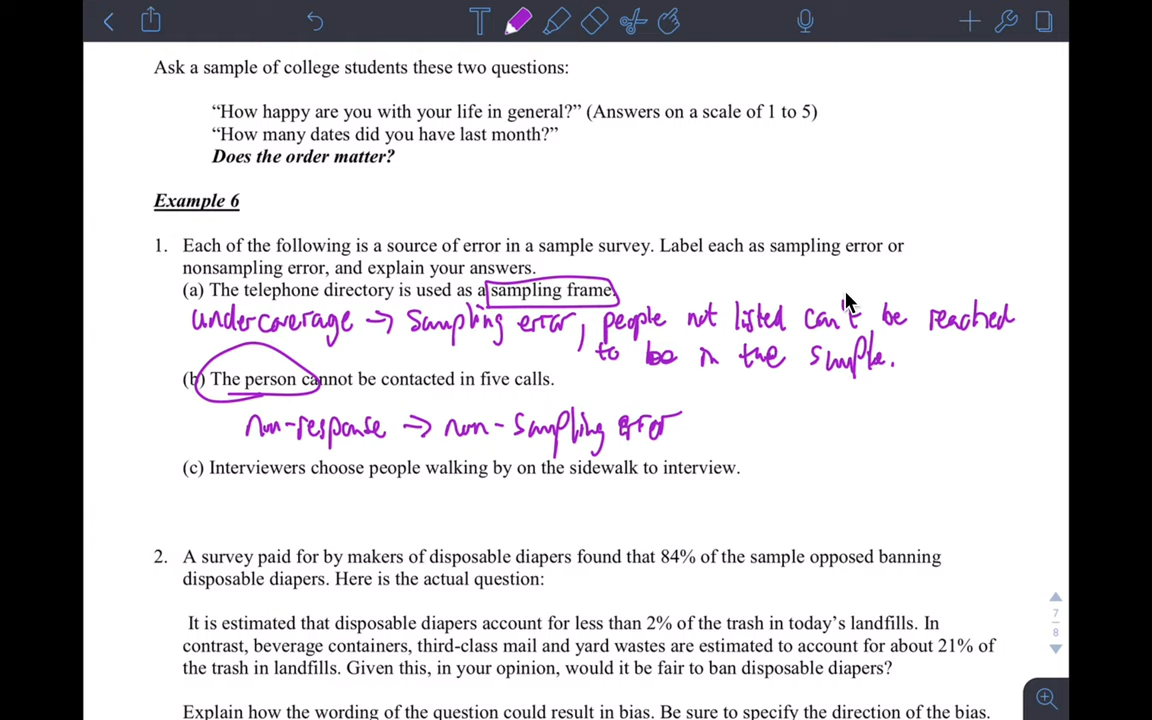 Ask a sample of college students these two questions:
“How happy are you with your life in general?” (Answers on a scale of 1 to 5)
“How many dates did you have last month?”
Does the order matter?
Example 6
1. Each of the following is a source of error in a sample survey. Label each as sampling error or
nonsampling error, and explain your answers.
(a) The telephone directory is used as a sampling frame.
undercoverage → sampling error, people not listed can't be reached
to be in the sample.
(b) The person cannot be contacted in five calls.
non-response → non-sampling error
(c) Interviewers choose people walking by on the sidewalk to interview.
2. A survey paid for by makers of disposable diapers found that 84% of the sample opposed banning
disposable diapers. Here is the actual question:
It is estimated that disposable diapers account for less than 2% of the trash in today’s landfills. In
contrast, beverage containers, third-class mail and yard wastes are estimated to account for about 21% of
the trash in landfills. Given this, in your opinion, would it be fair to ban disposable diapers?
7
8
Explain how the wording of the question could result in bias. Be sure to specify the direction of the bias.